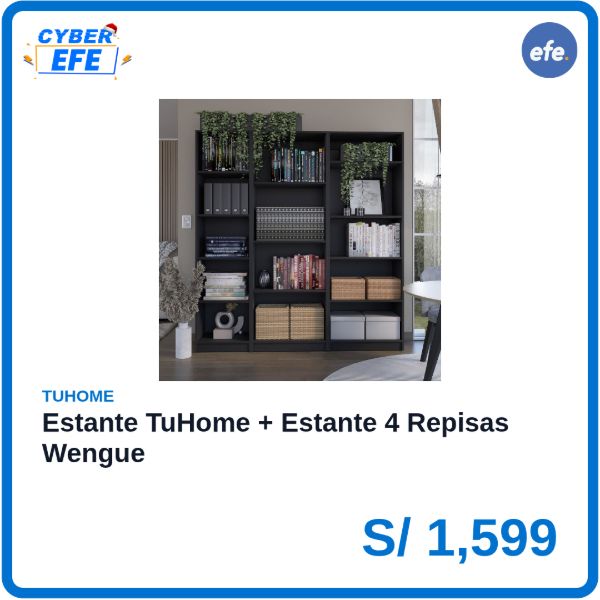 CYBER
EFE
efe.
TUHOME
Estante TuHome + Estante 4 Repisas
Wengue
S/ 1,599